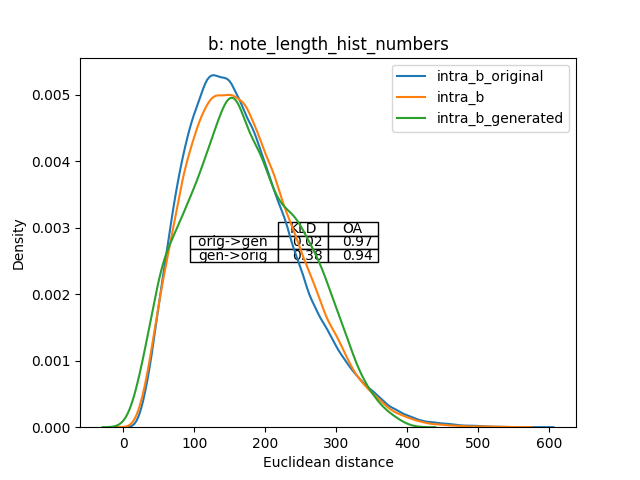 b: note_length_hist_numbers
intra_b_original
intra_b
intra_b_generated
0.005
0.004
0.003
0.002
0.001
0.000
Density
KLD OA
orig->gen 0.02 0.97
gen->orig 0.38 0.94
0 100 200 300 400 500 600
Euclidean distance